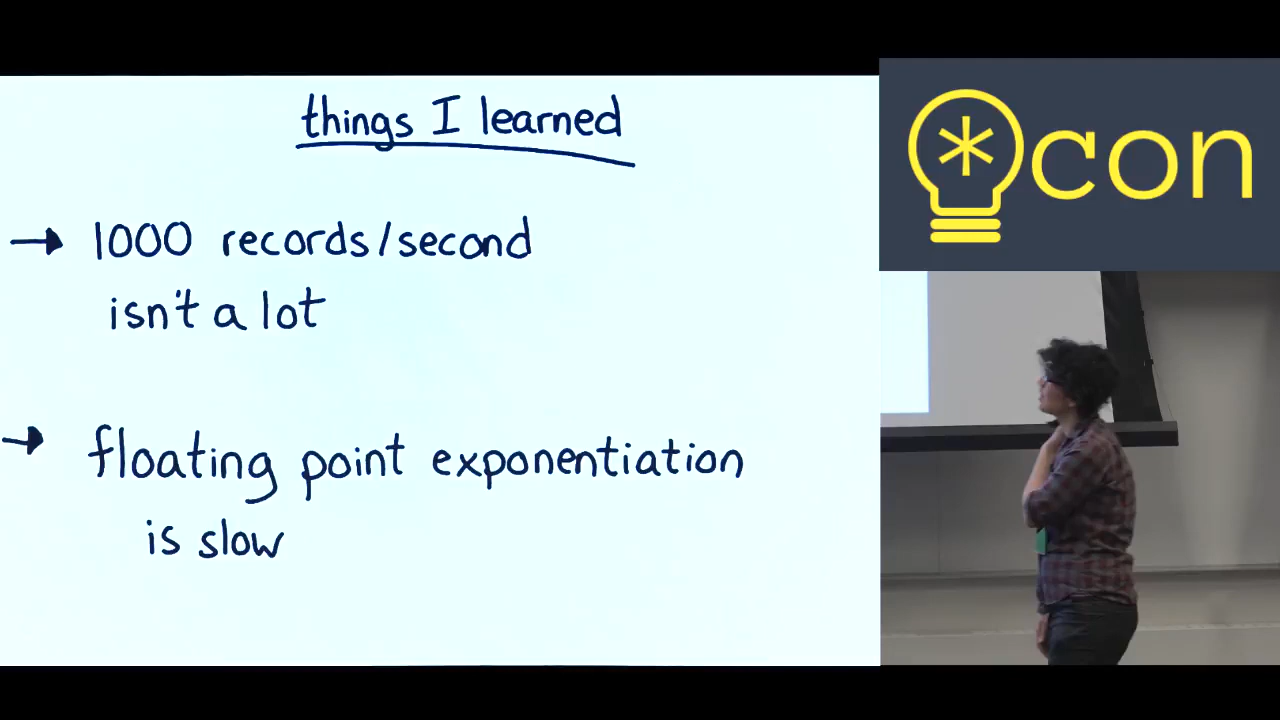 things I learned
→ 1000 records/second
isn't a lot
→ floating point exponentiation
is slow
*con